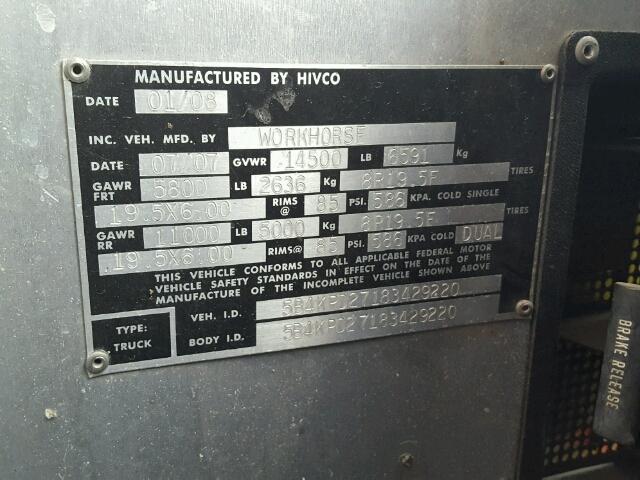 MANUFACTURED BY HIVCO
DATE 01/08
INC. VEH. MFD. BY WORKHORSE
DATE 07/07 GVWR 14500 LB 6591 Kg
GAWR FRT 5800 LB 2636 Kg 8R19.5F TIRES
19.5X6.00 RIMS @ 85 PSI. 586 KPA. COLD SINGLE
GAWR RR 11000 LB 5000 Kg 8R19.5F TIRES
19.5X6.00 RIMS@ 85 PSI. 586 KPA COLD DUAL
THIS VEHICLE CONFORMS TO ALL APPLICABLE FEDERAL MOTOR
VEHICLE SAFETY STANDARDS IN EFFECT ON THE DATE OF
MANUFACTURE OF THE INCOMPLETE VEHICLE SHOWN ABOVE
VEH. I.D. 5B4KPD27183429220
TYPE: TRUCK
BODY I.D. 5B4KPD27183429220
BRAKE RELEASE